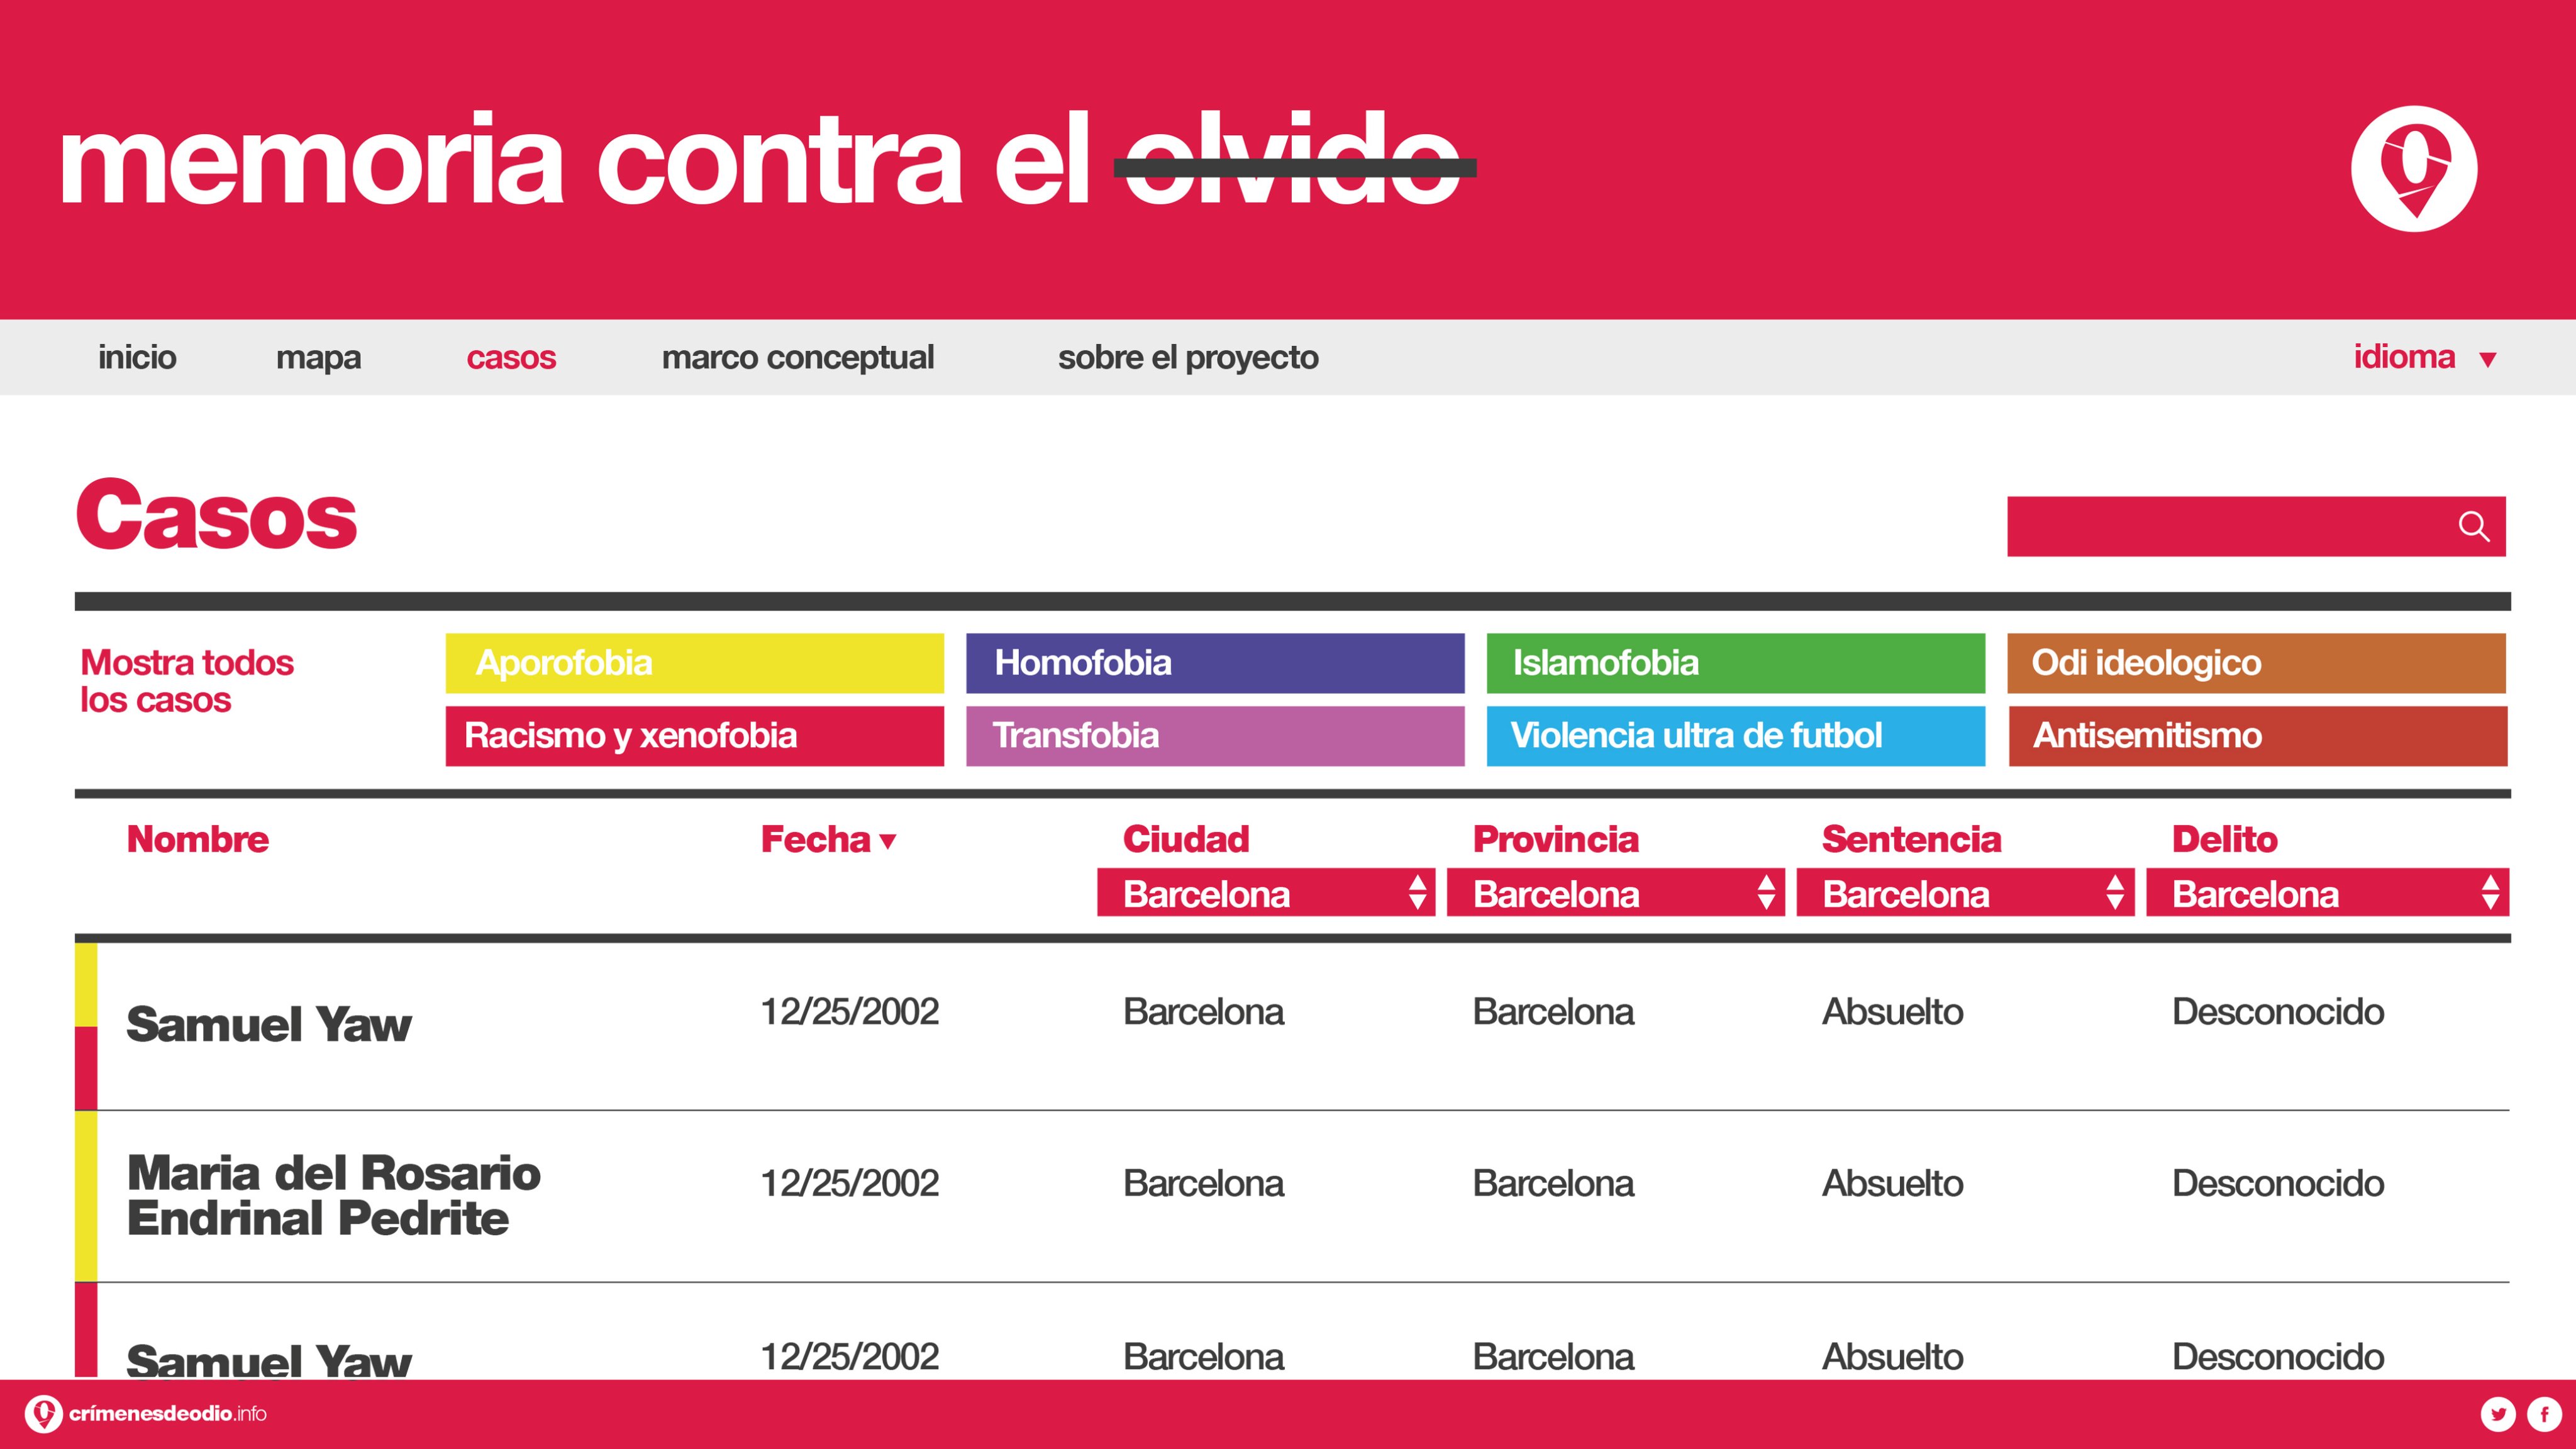 memoria contra el olvido
inicio mapa casos marco conceptual sobre el proyecto idioma
Casos
Mostra todos
los casos
Aporofobia Homofobia Islamofobia Odi ideologico
Racismo y xenofobia Transfobia Violencia ultra de futbol Antisemitismo
Nombre Fecha Ciudad Provincia Sentencia Delito
Barcelona Barcelona Barcelona Barcelona
Samuel Yaw 12/25/2002 Barcelona Barcelona Absuelto Desconocido
Maria del Rosario
Endrinal Pedrite 12/25/2002 Barcelona Barcelona Absuelto Desconocido
Samuel Yaw 12/25/2002 Barcelona Barcelona Absuelto Desconocido
crímenesdeodio.info